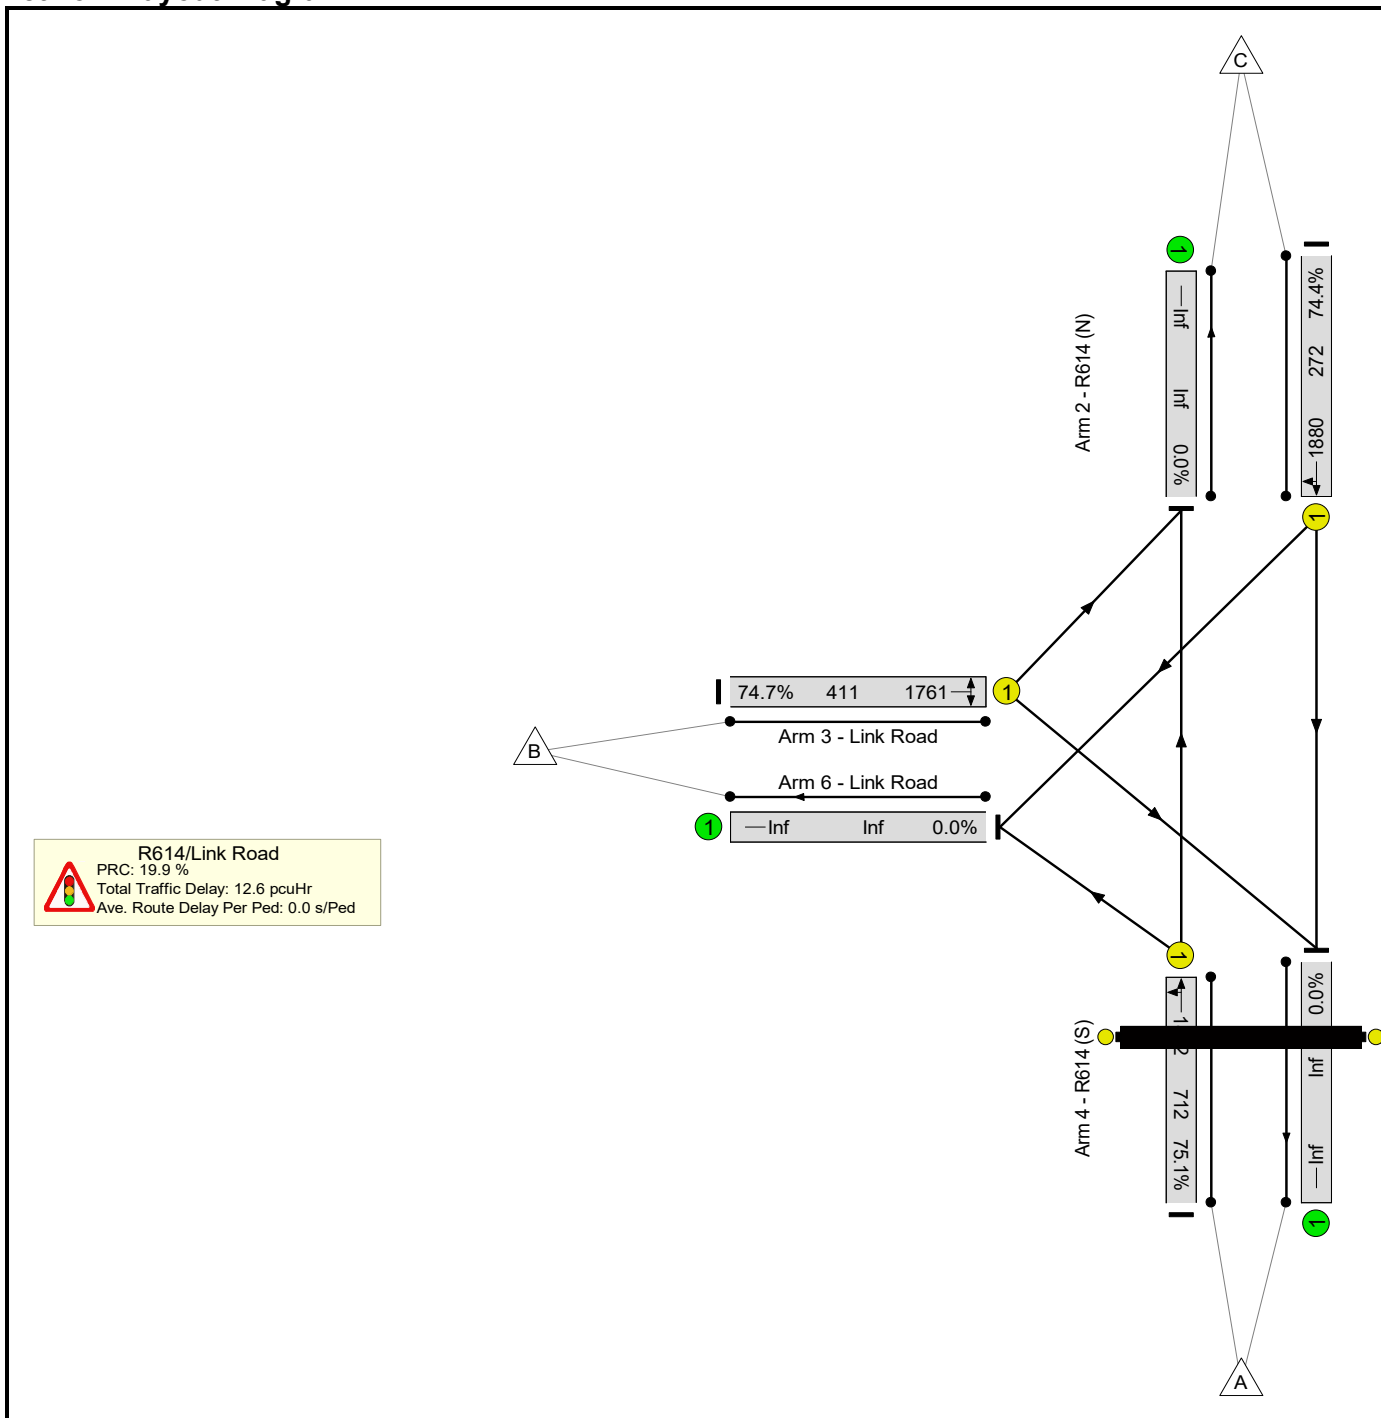 C
1
Inf
Inf
0.0%
74.4%
272
1880
Arm 2 - R614 (N)
1
74.7% 411 1761
1
Arm 3 - Link Road
B
Arm 6 - Link Road
1
Inf Inf 0.0%
R614/Link Road
PRC: 19.9 %
Total Traffic Delay: 12.6 pcuHr
Ave. Route Delay Per Ped: 0.0 s/Ped
1
712
75.1%
Arm 4 - R614 (S)
0.0%
Inf
Inf
1
A